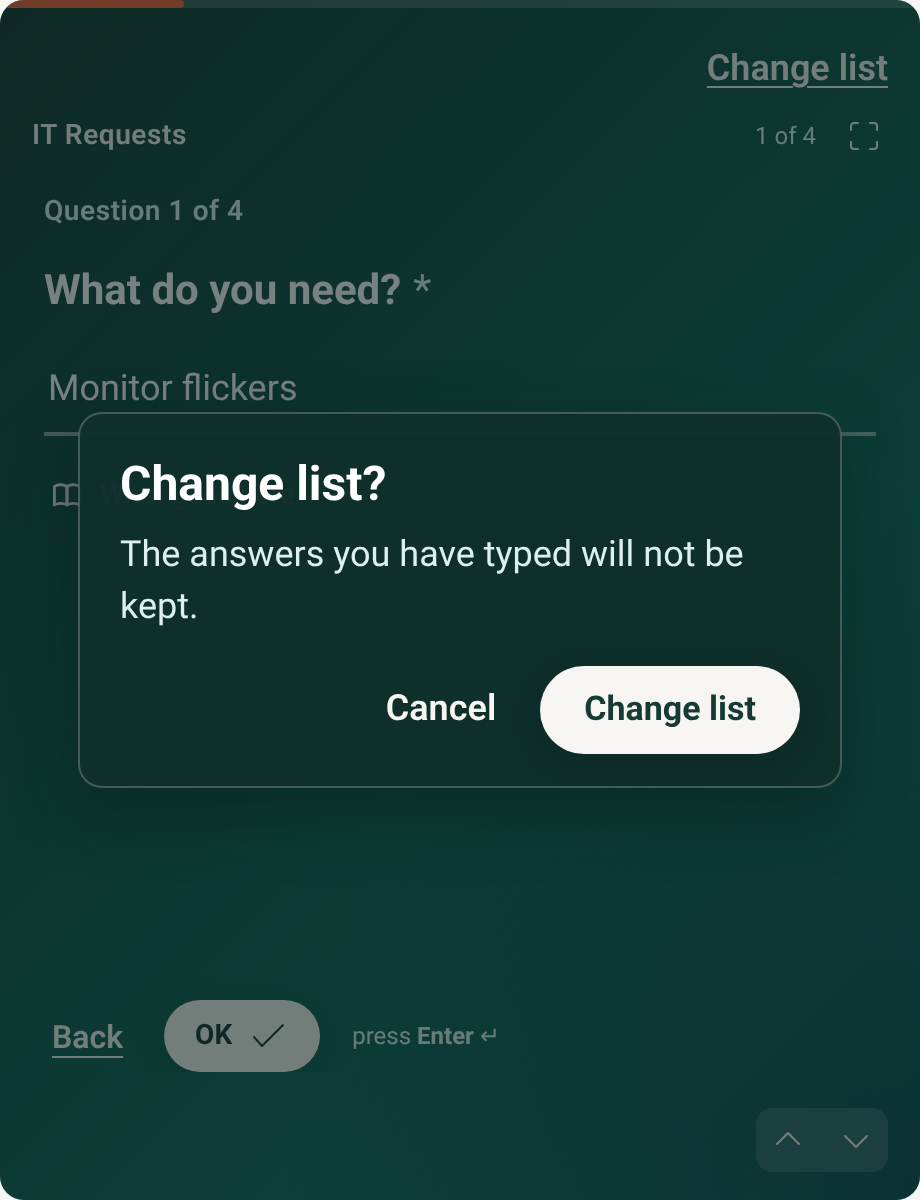 Change list
IT Requests
1 of 4
Question 1 of 4
What do you need? *
Monitor flickers
Change list?
The answers you have typed will not be
kept.
Cancel
Change list
Back
OK
press Enter ↵